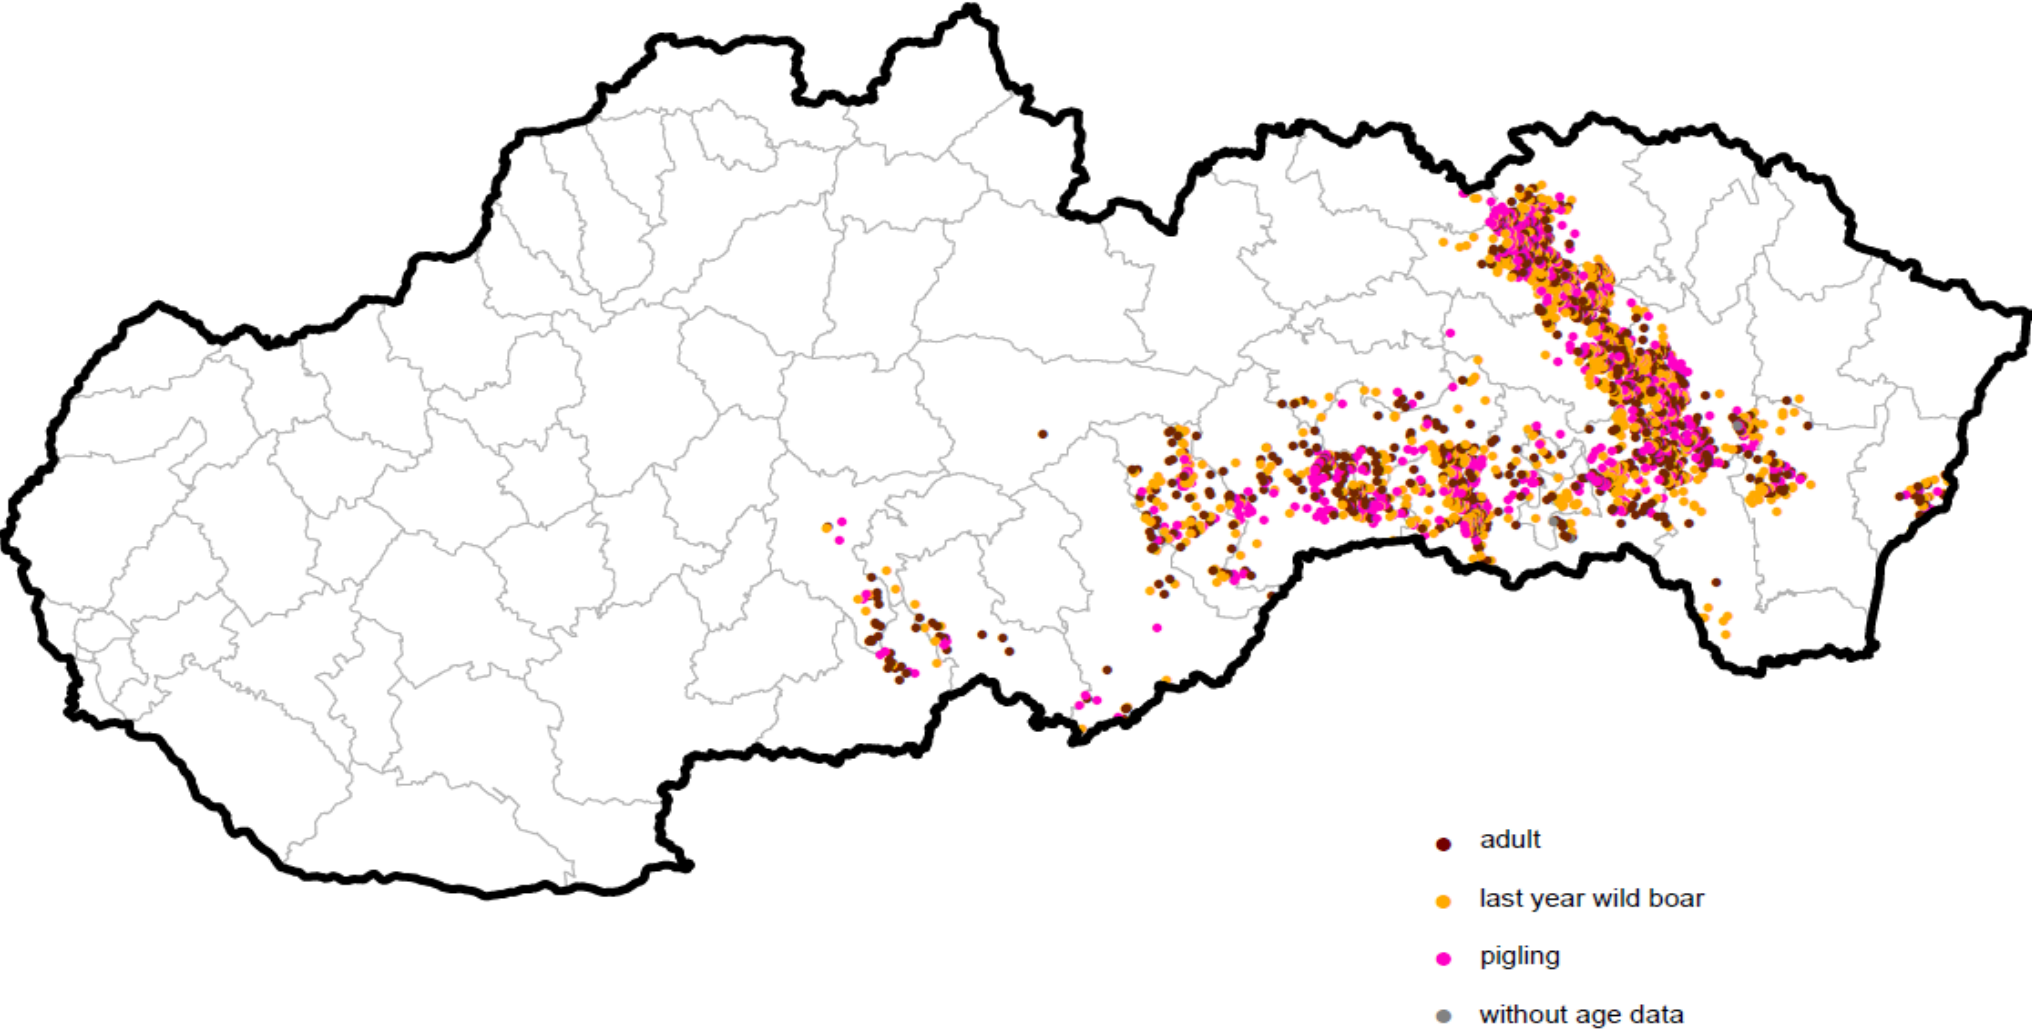 adult
last year wild boar
pigling
without age data